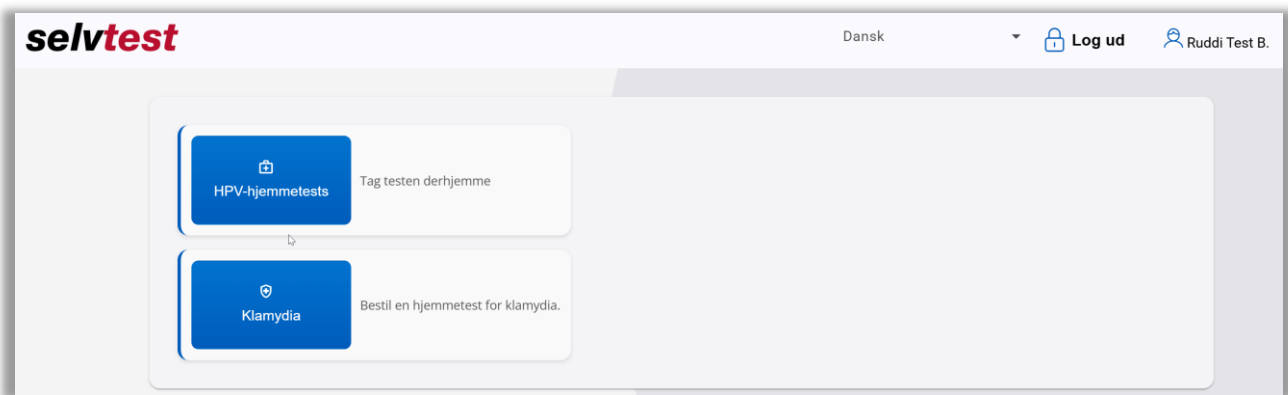 selvtest
Dansk
Log ud
Ruddi Test B.
HPV-hjemmetests
Tag testen derhjemme
Klamydia
Bestil en hjemmetest for klamydia.